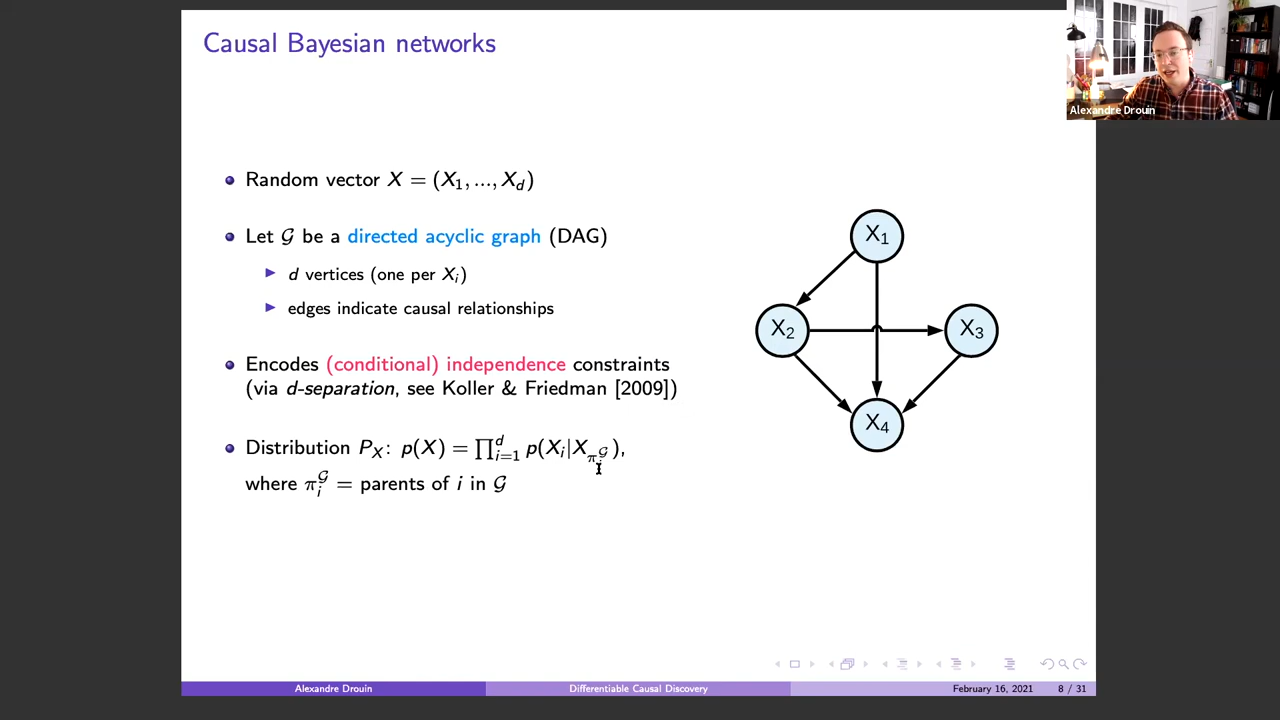 Causal Bayesian networks
Alexandre Drouin
Random vector X = (X₁, ..., X_d)
Let 𝒢 be a directed acyclic graph (DAG)
d vertices (one per X_i)
edges indicate causal relationships
Encodes (conditional) independence constraints
(via d-separation, see Koller & Friedman [2009])
Distribution P_X: p(X) = ∏_{i=1}^{d} p(X_i|X_{π_i^𝒢}),
where π_i^𝒢 = parents of i in 𝒢
X₁
X₂ X₃
X₄
Alexandre Drouin Differentiable Causal Discovery February 16, 2021 8 / 31